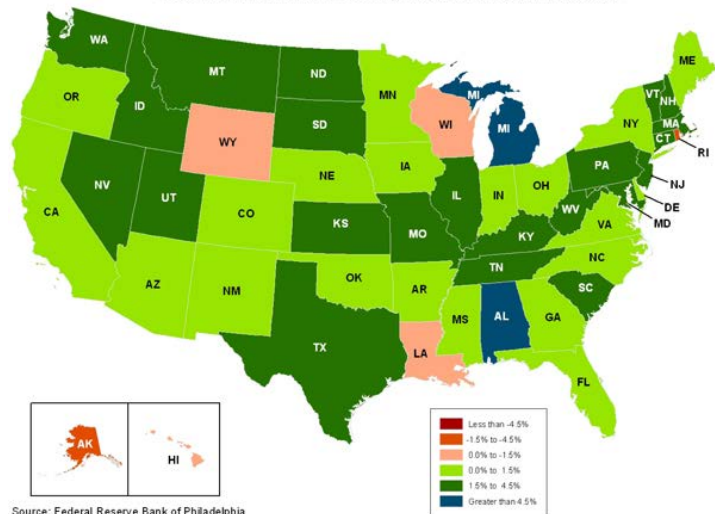 WA
MT
ND
MN
ME
VT
NH
OR
ID
SD
WI
MI
MI
NY
MA
CT
RI
WY
IA
PA
NJ
NE
NV
UT
CO
IL
IN
OH
DE
MD
CA
KS
MO
KY
WV
VA
NC
TN
AZ
NM
OK
AR
SC
MS
AL
GA
TX
LA
FL
AK
HI
Less than -4.5%
-1.5% to -4.5%
0.0% to -1.5%
0.0% to 1.5%
1.5% to 4.5%
Greater than 4.5%
Source: Federal Reserve Bank of Philadelphia